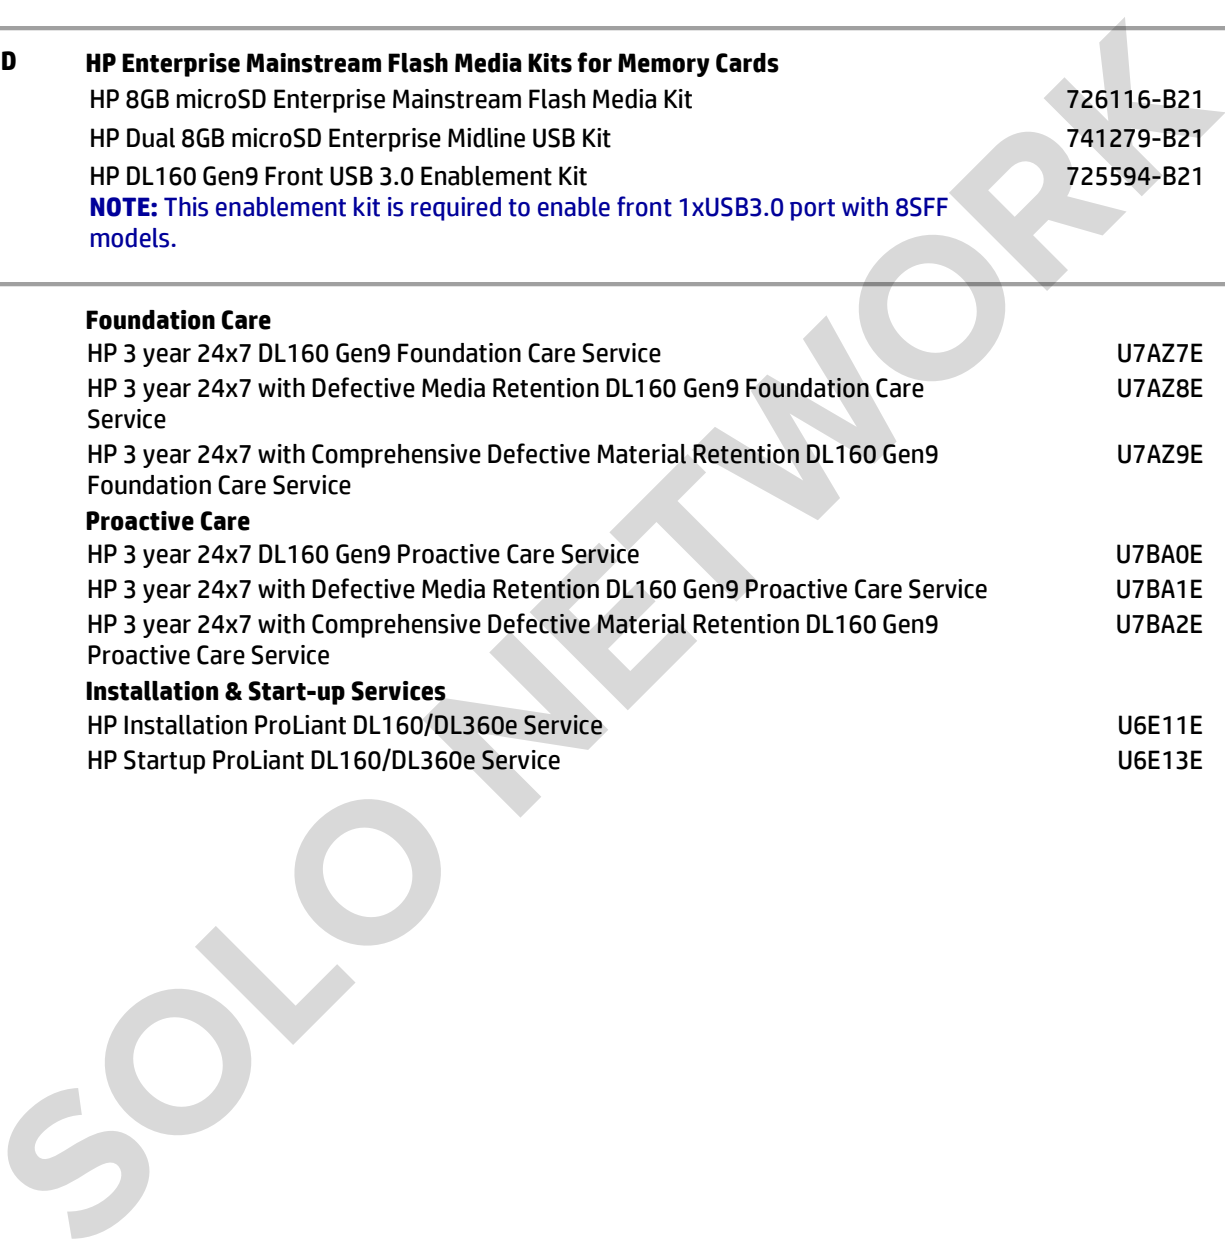 D HP Enterprise Mainstream Flash Media Kits for Memory Cards
HP 8GB microSD Enterprise Mainstream Flash Media Kit 726116-B21
HP Dual 8GB microSD Enterprise Midline USB Kit 741279-B21
HP DL160 Gen9 Front USB 3.0 Enablement Kit 725594-B21
NOTE: This enablement kit is required to enable front 1xUSB3.0 port with 8SFF
models.
Foundation Care
HP 3 year 24x7 DL160 Gen9 Foundation Care Service U7AZ7E
HP 3 year 24x7 with Defective Media Retention DL160 Gen9 Foundation Care U7AZ8E
Service
HP 3 year 24x7 with Comprehensive Defective Material Retention DL160 Gen9 U7AZ9E
Foundation Care Service
Proactive Care
HP 3 year 24x7 DL160 Gen9 Proactive Care Service U7BA0E
HP 3 year 24x7 with Defective Media Retention DL160 Gen9 Proactive Care Service U7BA1E
HP 3 year 24x7 with Comprehensive Defective Material Retention DL160 Gen9 U7BA2E
Proactive Care Service
Installation & Start-up Services
HP Installation ProLiant DL160/DL360e Service U6E11E
HP Startup ProLiant DL160/DL360e Service U6E13E
SOLO NETWORK